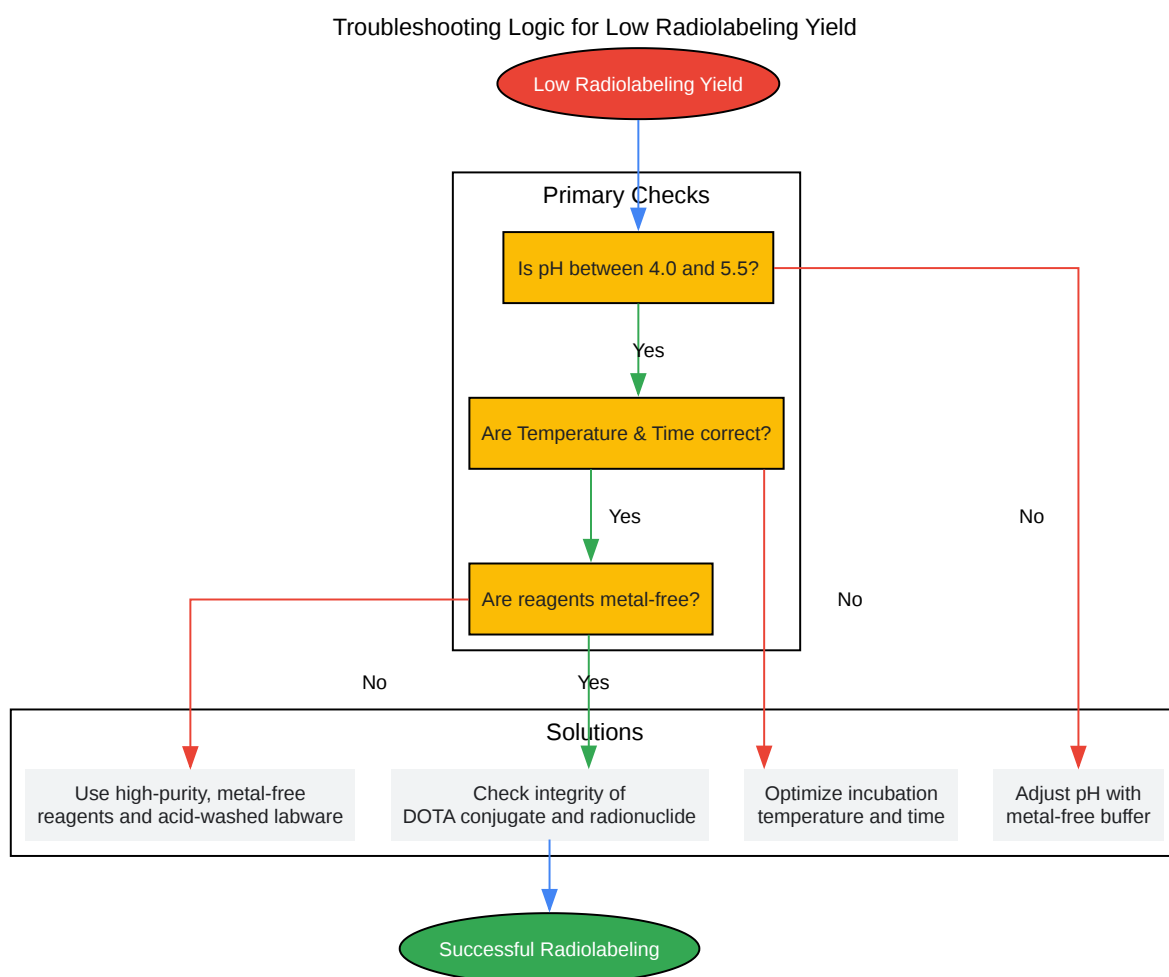 Troubleshooting Logic for Low Radiolabeling Yield
Low Radiolabeling Yield
Primary Checks
Is pH between 4.0 and 5.5?
Yes
Are Temperature & Time correct?
Yes
No
Are reagents metal-free?
No
No
Yes
Solutions
Use high-purity, metal-free
reagents and acid-washed labware
Check integrity of
DOTA conjugate and radionuclide
Optimize incubation
temperature and time
Adjust pH with
metal-free buffer
Successful Radiolabeling